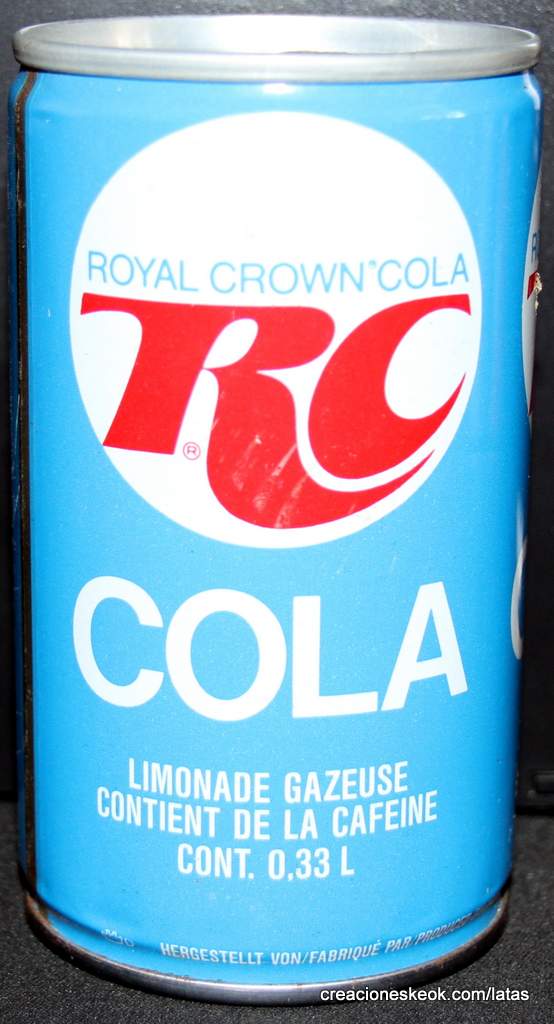 ROYAL CROWN COLA
RC
®
COLA
LIMONADE GAZEUSE
CONTIENT DE LA CAFEINE
CONT. 0,33 L
HERGESTELLT VON/FABRIQUÉ PAR
creacioneskeok.com/latas